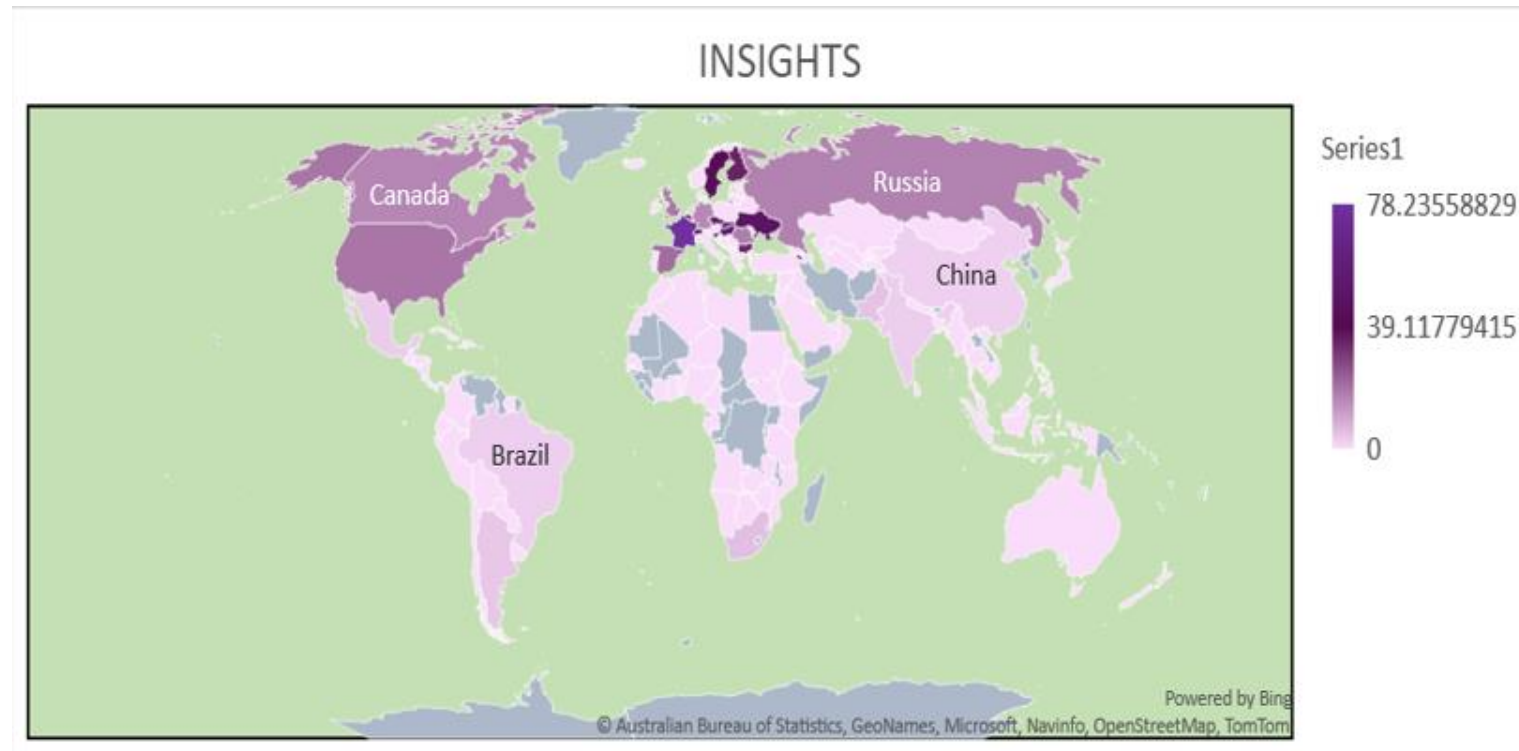 INSIGHTS
Series1
78.23558829
39.11779415
0
Canada
Russia
China
Brazil
Powered by Bing
© Australian Bureau of Statistics, GeoNames, Microsoft, Navinfo, OpenStreetMap, TomTom